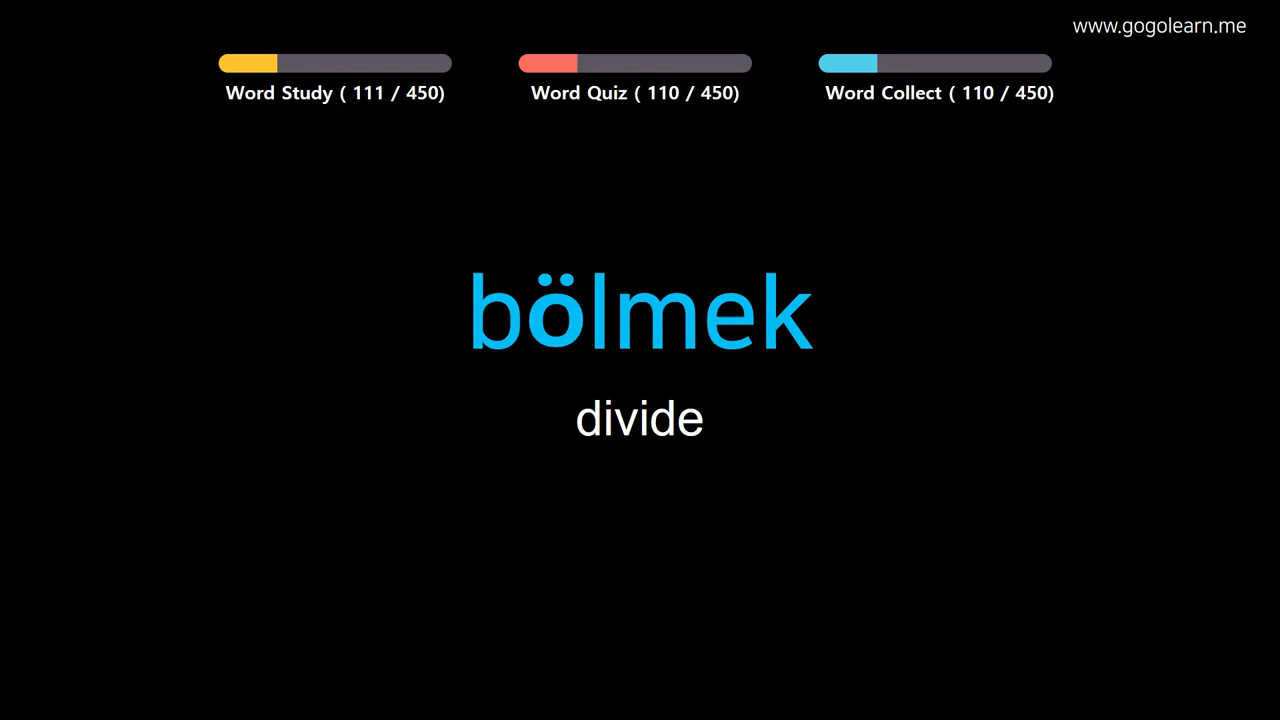 www.gogolearn.me
Word Study ( 111 / 450)
Word Quiz ( 110 / 450)
Word Collect ( 110 / 450)
bölmek
divide